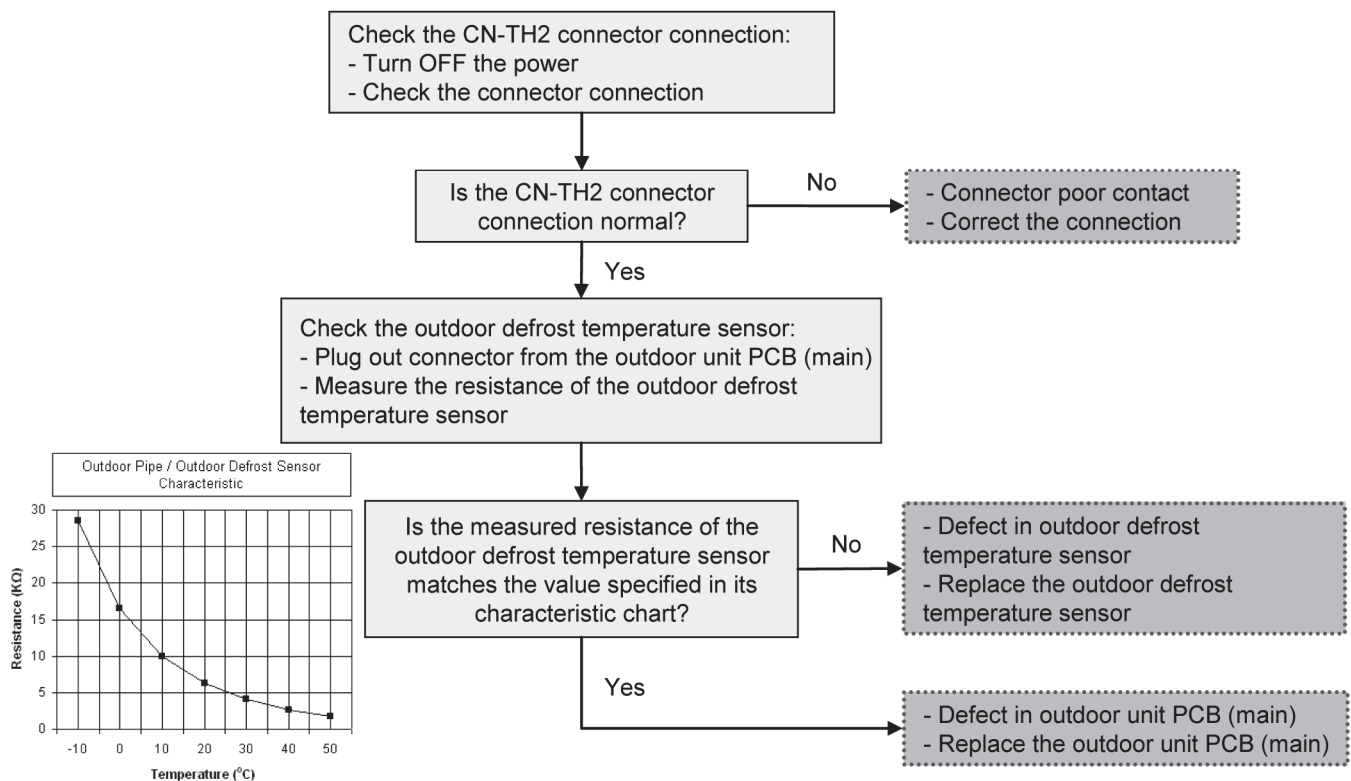 Check the CN-TH2 connector connection:
- Turn OFF the power
- Check the connector connection
Is the CN-TH2 connector
connection normal?
No
- Connector poor contact
- Correct the connection
Yes
Check the outdoor defrost temperature sensor:
- Plug out connector from the outdoor unit PCB (main)
- Measure the resistance of the outdoor defrost
temperature sensor
Is the measured resistance of the
outdoor defrost temperature sensor
matches the value specified in its
characteristic chart?
No
- Defect in outdoor defrost
temperature sensor
- Replace the outdoor defrost
temperature sensor
Yes
- Defect in outdoor unit PCB (main)
- Replace the outdoor unit PCB (main)
Outdoor Pipe / Outdoor Defrost Sensor
Characteristic
Resistance (KΩ)
30
25
20
15
10
5
0
-10 0 10 20 30 40 50
Temperature (°C)